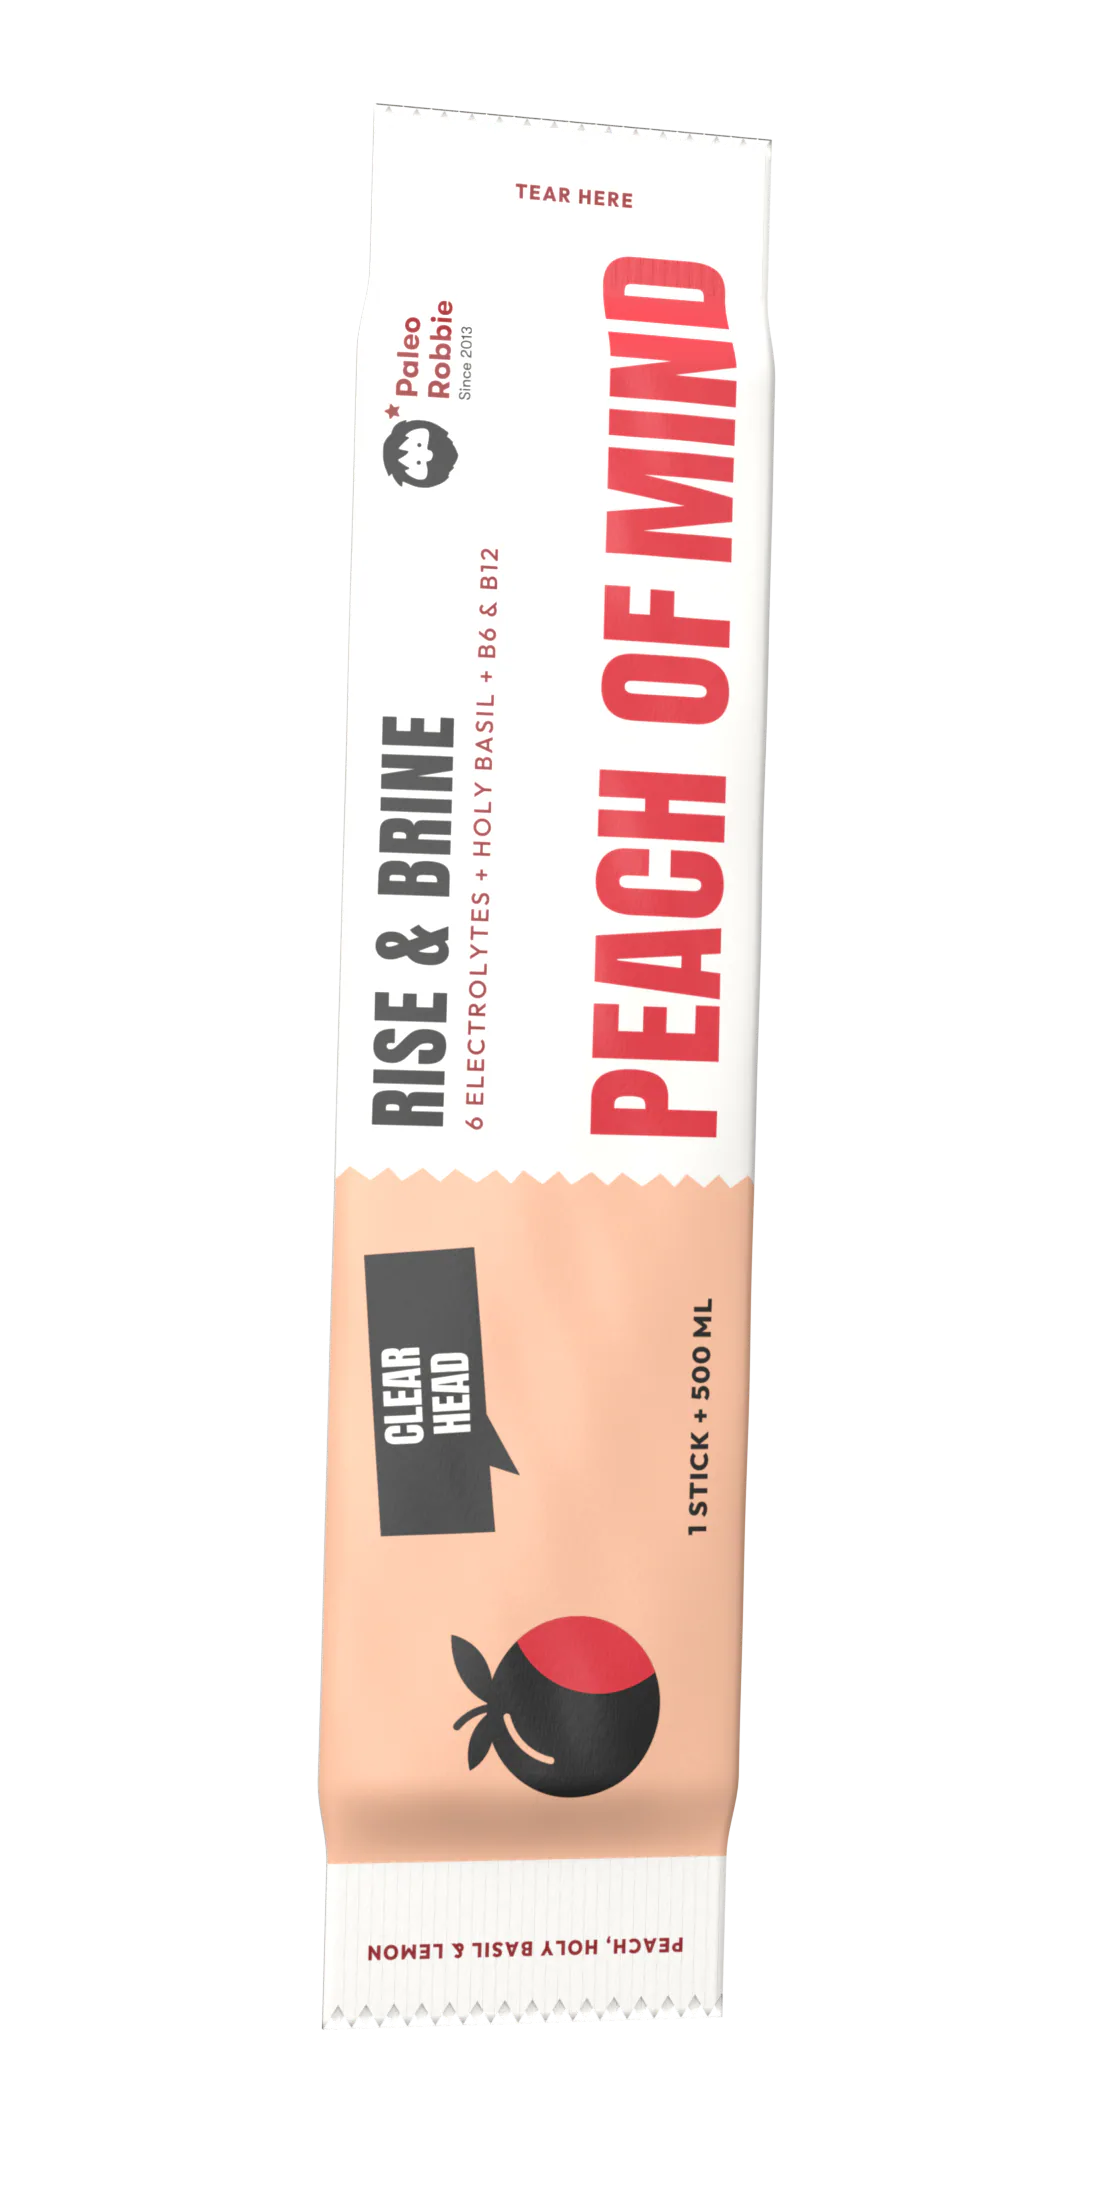 TEAR HERE
Paleo
Robbie
Since 2013
RISE & BRINE
6 ELECTROLYTES + HOLY BASIL + B6 & B12
PEACH OF MIND
CLEAR
HEAD
1 STICK + 500 ML
PEACH, HOLY BASIL & LEMON